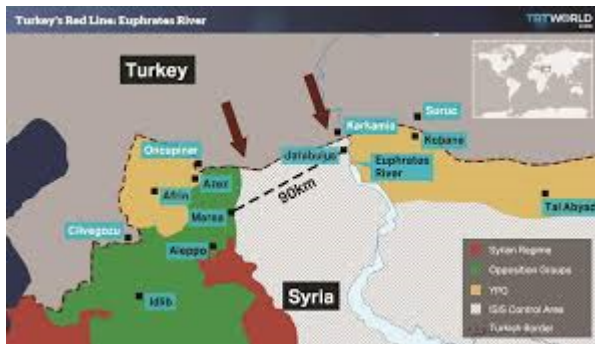 Turkey's Red Line: Euphrates River
TRTWORLD
Turkey
Karkamis
Suruc
Oncupinar
Jarabulus
Kobane
Azaz
Euphrates
River
Afrin
90km
Marea
Tal Abyad
Cilvegozu
Aleppo
Syrian Regime
Opposition Groups
Idlib
Syria
YPG
ISIS Control Area
Turkish Border